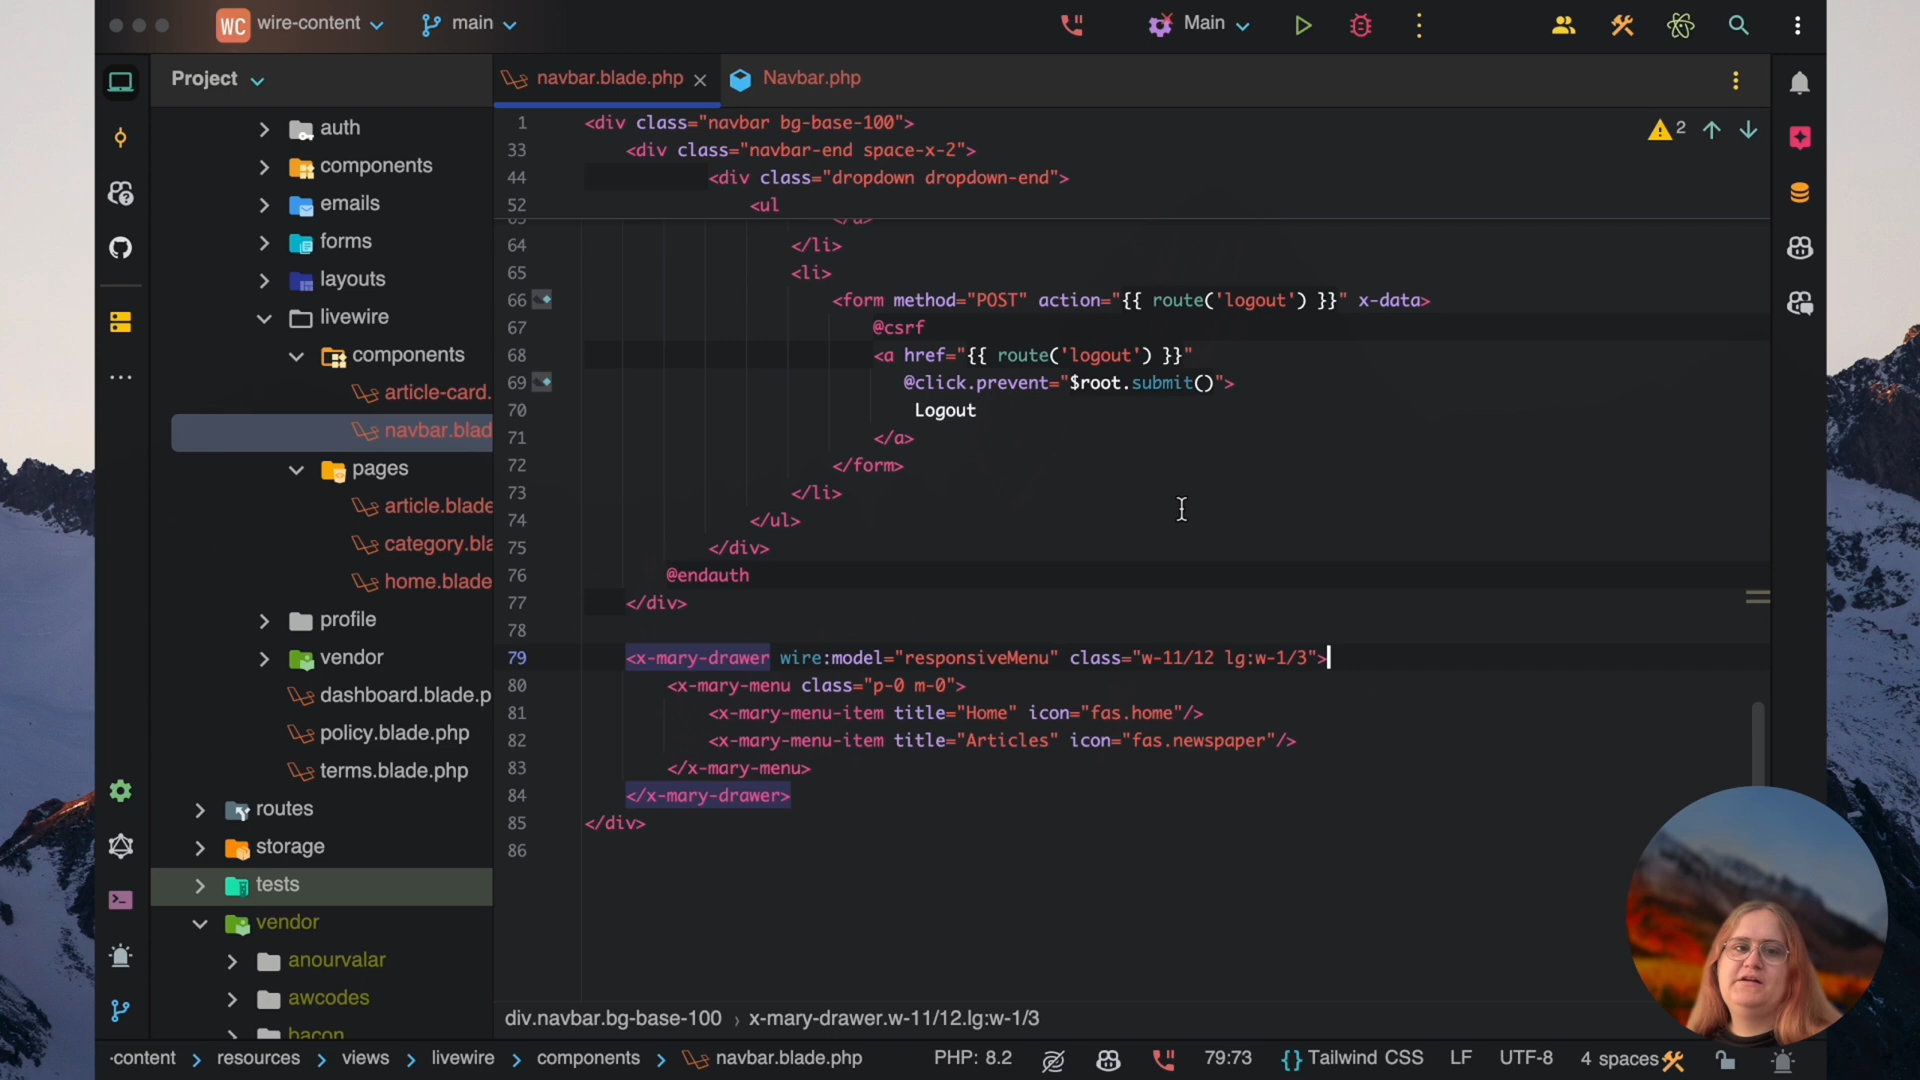 WC wire-content main Main
Project
navbar.blade.php Navbar.php
auth
components
emails
forms
layouts
livewire
components
article-card.
navbar.blad
pages
article.blade
category.bla
home.blade
profile
vendor
dashboard.blade.p
policy.blade.php
terms.blade.php
routes
storage
tests
vendor
anourvalar
awcodes
bacon
2
1 <div class="navbar bg-base-100">
33 <div class="navbar-end space-x-2">
44 <div class="dropdown dropdown-end">
52 <ul
63 </a>
64 </li>
65 <li>
66 <form method="POST" action="{{ route('logout') }}" x-data>
67 @csrf
68 <a href="{{ route('logout') }}"
69 @click.prevent="$root.submit()">
70 Logout
71 </a>
72 </form>
73 </li>
74 </ul>
75 </div>
76 @endauth
77 </div>
78
79 <x-mary-drawer wire:model="responsiveMenu" class="w-11/12 lg:w-1/3">
80 <x-mary-menu class="p-0 m-0">
81 <x-mary-menu-item title="Home" icon="fas.home"/>
82 <x-mary-menu-item title="Articles" icon="fas.newspaper"/>
83 </x-mary-menu>
84 </x-mary-drawer>
85 </div>
86
div.navbar.bg-base-100 › x-mary-drawer.w-11/12.lg:w-1/3
-content › resources › views › livewire › components › navbar.blade.php PHP: 8.2 79:73 {} Tailwind CSS LF UTF-8 4 spaces